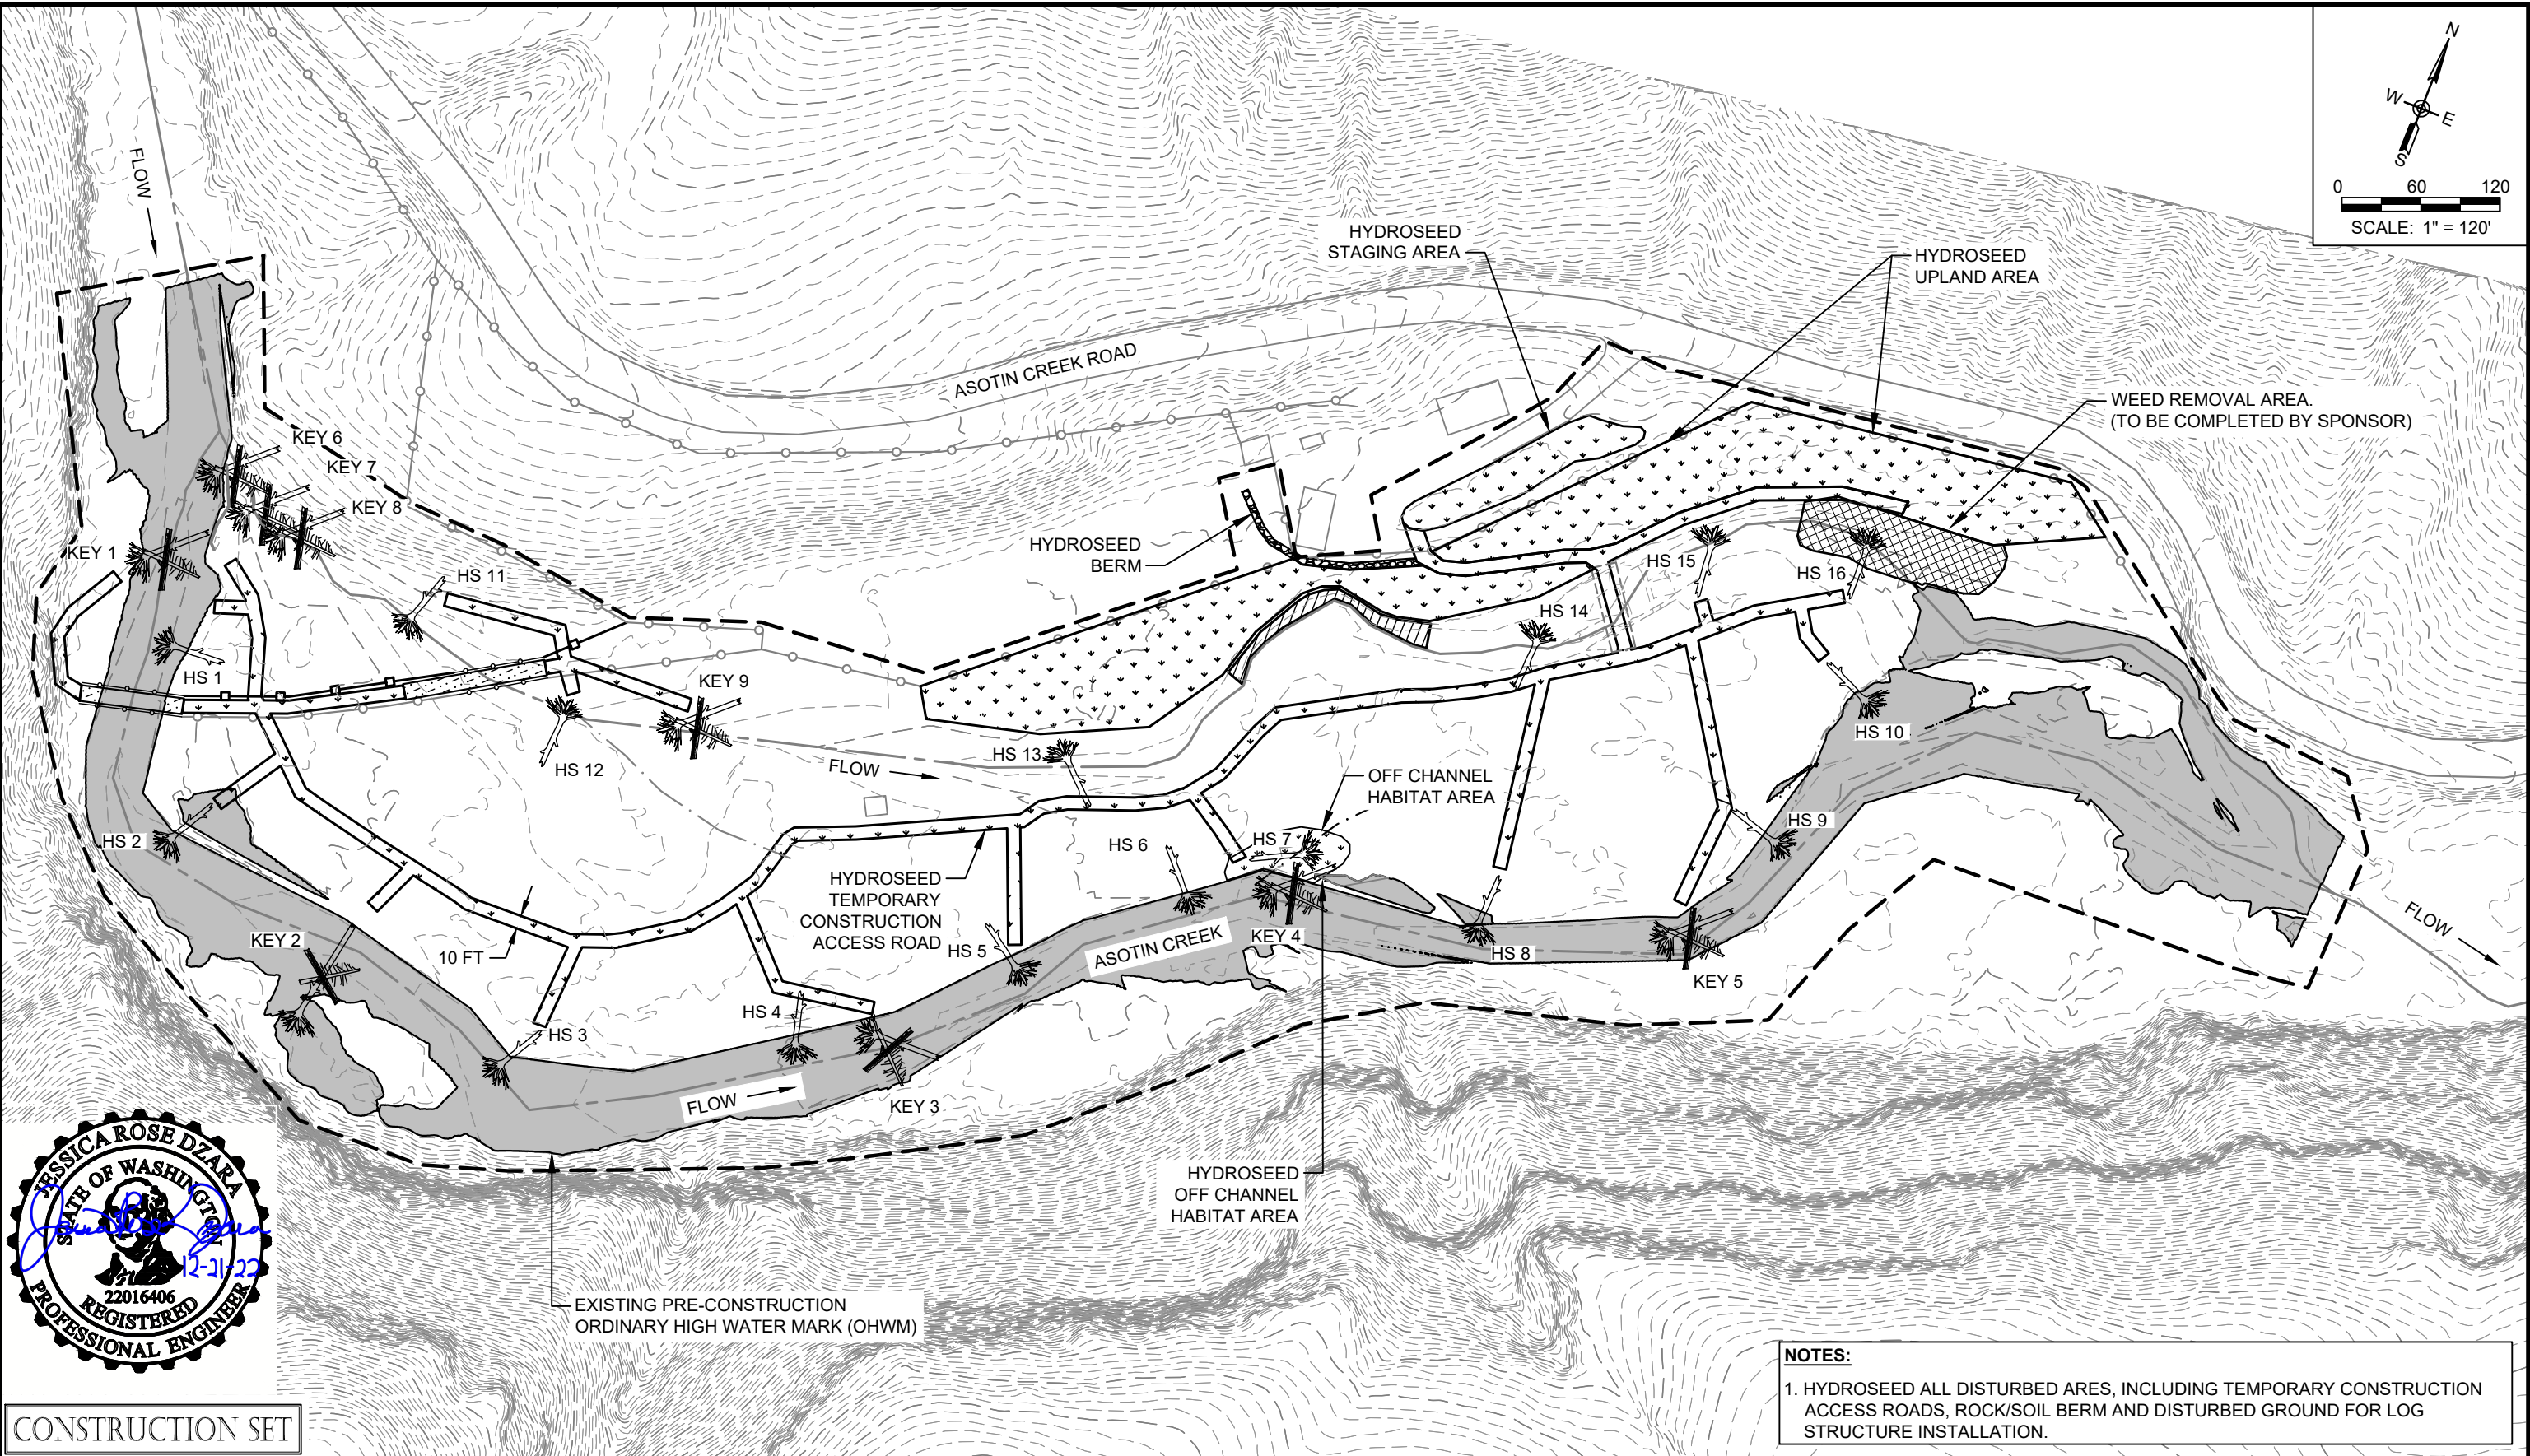 N
W
E
S
0 60 120
SCALE: 1" = 120'
FLOW
HYDROSEED
STAGING AREA
HYDROSEED
UPLAND AREA
ASOTIN CREEK ROAD
WEED REMOVAL AREA.
(TO BE COMPLETED BY SPONSOR)
KEY 6
KEY 7
KEY 8
KEY 1
HYDROSEED
BERM
HS 11
HS 15
HS 16
HS 14
HS 1
KEY 9
HS 13
HS 12
FLOW
HS 10
OFF CHANNEL
HABITAT AREA
HS 2
HS 6
HS 7
HS 9
HYDROSEED
TEMPORARY
CONSTRUCTION
ACCESS ROAD
KEY 2
10 FT
HS 5
ASOTIN CREEK
KEY 4
HS 8
KEY 5
FLOW
HS 4
HS 3
FLOW
KEY 3
HYDROSEED
OFF CHANNEL
HABITAT AREA
EXISTING PRE-CONSTRUCTION
ORDINARY HIGH WATER MARK (OHWM)
JESSICA ROSE DZARA
STATE OF WASHINGTON
12-21-22
22016406
REGISTERED
PROFESSIONAL ENGINEER
CONSTRUCTION SET
NOTES:
1. HYDROSEED ALL DISTURBED ARES, INCLUDING TEMPORARY CONSTRUCTION
ACCESS ROADS, ROCK/SOIL BERM AND DISTURBED GROUND FOR LOG
STRUCTURE INSTALLATION.